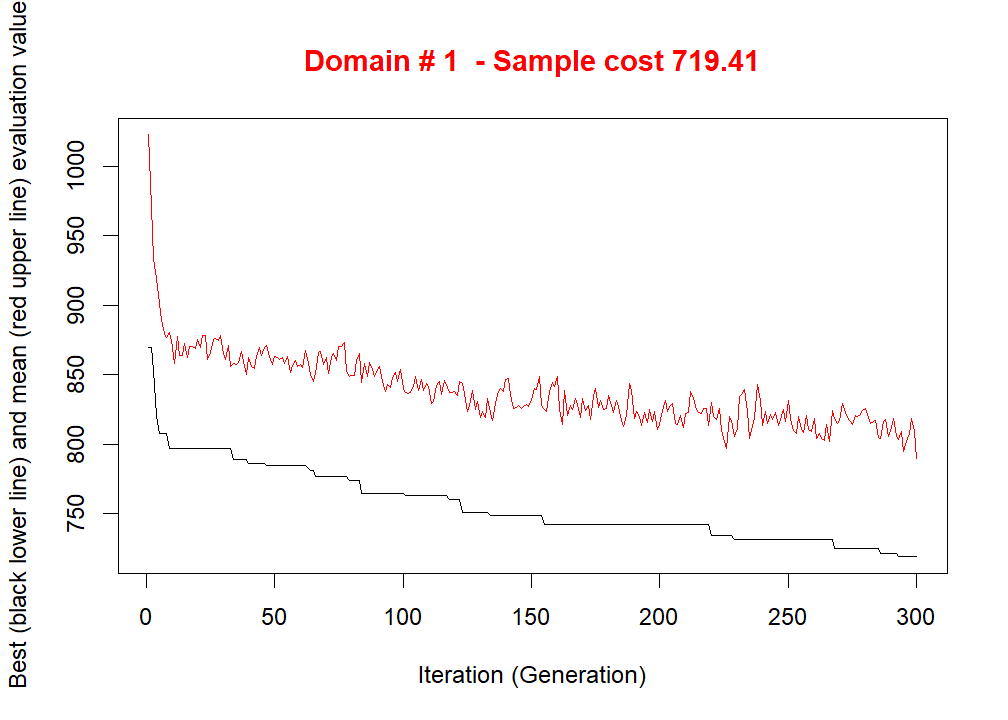 Domain # 1  - Sample cost 719.41
Best (black lower line) and mean (red upper line) evaluation value
1000
950
900
850
800
750
0 50 100 150 200 250 300
Iteration (Generation)